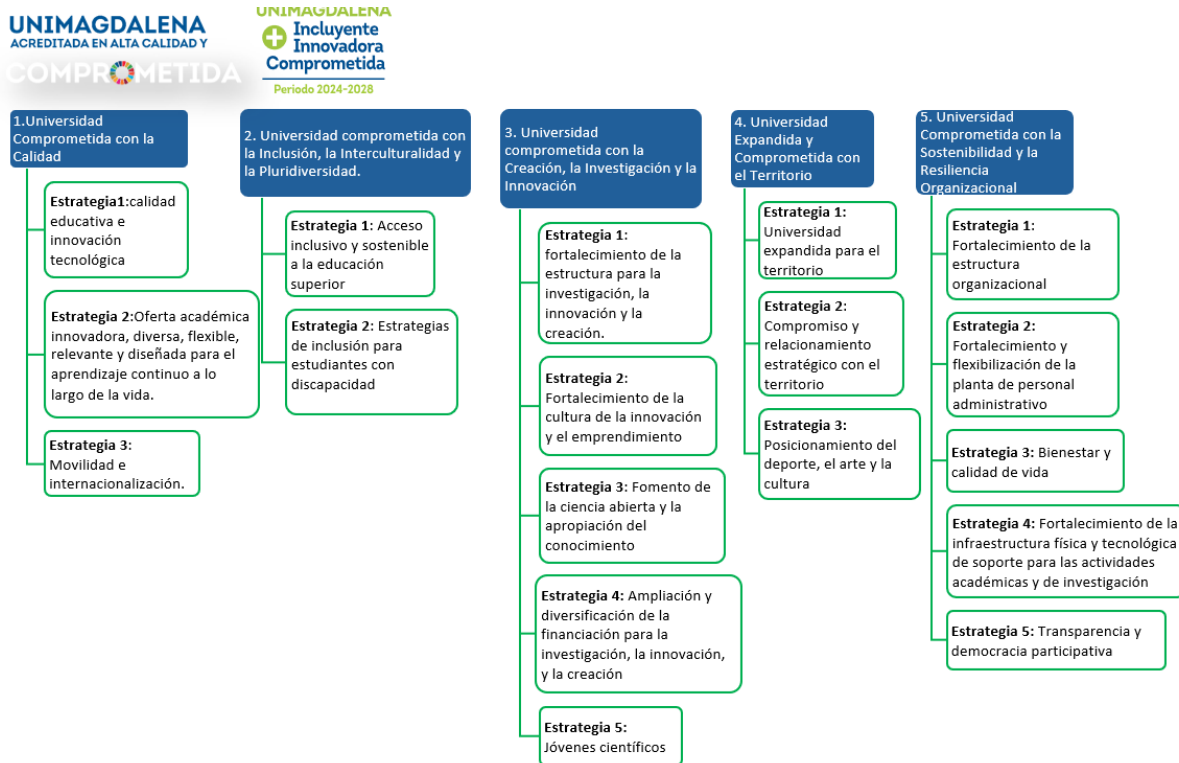 UNIMAGDALENA
ACREDITADA EN ALTA CALIDAD Y
COMPROMETIDA
UNIMAGDALENA
Incluyente
Innovadora
Comprometida
Periodo 2024-2028
1.Universidad
Comprometida con la
Calidad
Estrategia1:calidad
educativa e
innovación
tecnológica
Estrategia 2:Oferta académica
innovadora, diversa, flexible,
relevante y diseñada para el
aprendizaje continuo a lo
largo de la vida.
Estrategia 3:
Movilidad e
internacionalización.
2. Universidad comprometida con
la Inclusión, la Interculturalidad y
la Pluridiversidad.
Estrategia 1: Acceso
inclusivo y sostenible
a la educación
superior
Estrategia 2: Estrategias
de inclusión para
estudiantes con
discapacidad
3. Universidad
comprometida con la
Creación, la Investigación y la
Innovación
Estrategia 1:
fortalecimiento de la
estructura para la
investigación, la
innovación y la
creación.
Estrategia 2:
Fortalecimiento de la
cultura de la innovación
y el emprendimiento
Estrategia 3: Fomento de
la ciencia abierta y la
apropiación del
conocimiento
Estrategia 4: Ampliación y
diversificación de la
financiación para la
investigación, la innovación,
y la creación
Estrategia 5:
Jóvenes científicos
4. Universidad
Expandida y
Comprometida con
el Territorio
Estrategia 1:
Universidad
expandida para el
territorio
Estrategia 2:
Compromiso y
relacionamiento
estratégico con el
territorio
Estrategia 3:
Posicionamiento del
deporte, el arte y la
cultura
5. Universidad
Comprometida con la
Sostenibilidad y la
Resiliencia
Organizacional
Estrategia 1:
Fortalecimiento de la
estructura
organizacional
Estrategia 2:
Fortalecimiento y
flexibilización de la
planta de personal
administrativo
Estrategia 3: Bienestar y
calidad de vida
Estrategia 4: Fortalecimiento de la
infraestructura física y tecnológica
de soporte para las actividades
académicas y de investigación
Estrategia 5: Transparencia y
democracia participativa